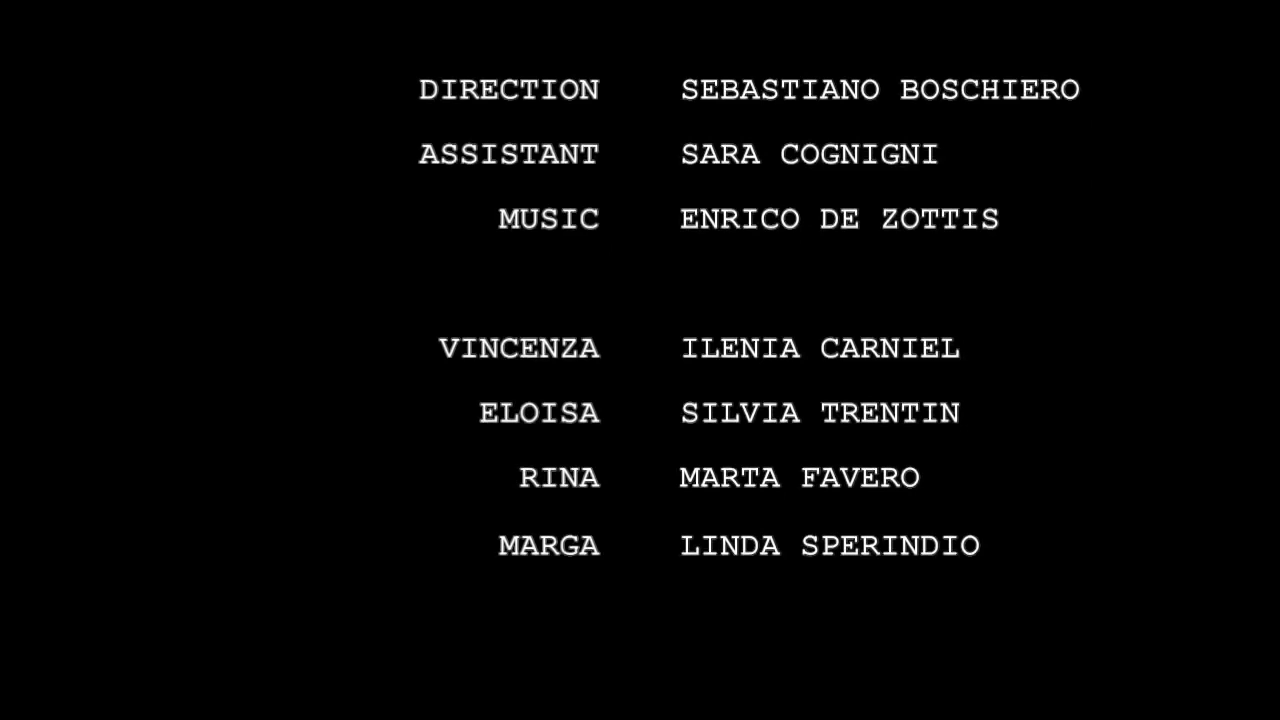 DIRECTION SEBASTIANO BOSCHIERO
ASSISTANT SARA COGNIGNI
MUSIC ENRICO DE ZOTTIS
VINCENZA ILENIA CARNIEL
ELOISA SILVIA TRENTIN
RINA MARTA FAVERO
MARGA LINDA SPERINDIO